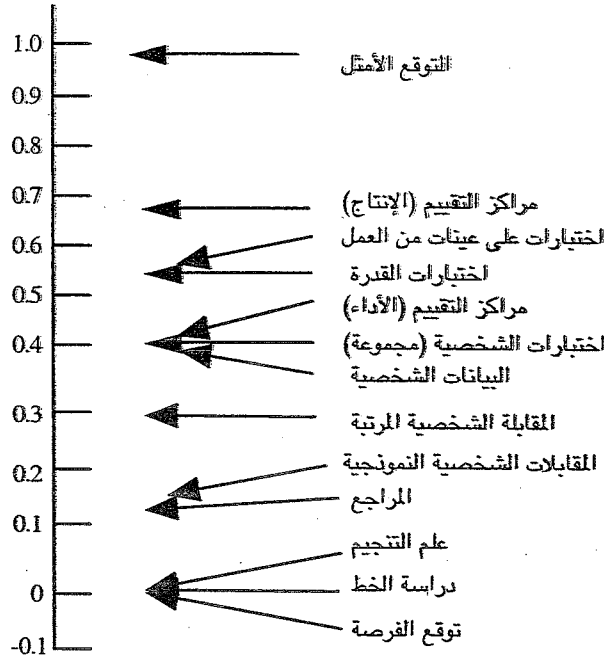 1.0
التوقع الأمثل
0.9
0.8
0.7
مراكز التقييم (الإنتاج)
اختبارات على عينات من العمل
0.6
اختبارات القدرة
0.5
مراكز التقييم (الأداء)
0.4
اختبارات الشخصية (مجموعة)
البيانات الشخصية
0.3
المقابلة الشخصية المرتبة
المقابلات الشخصية النموذجية
0.2
المراجع
0.1
علم التنجيم
0
دراسة الخط
توقع الفرصة
-0.1